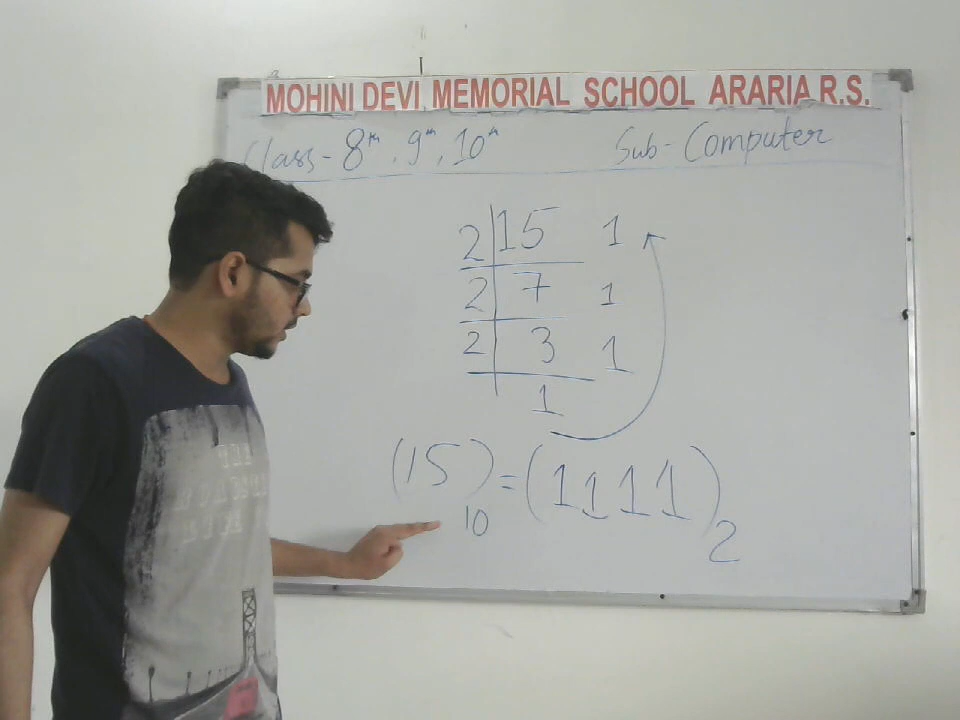 MOHINI DEVI MEMORIAL SCHOOL ARARIA R.S.
Class - 8th, 9th, 10th Sub - Computer
2 15 1
2 7 1
2 3 1
1
(15)10 = (1111)2